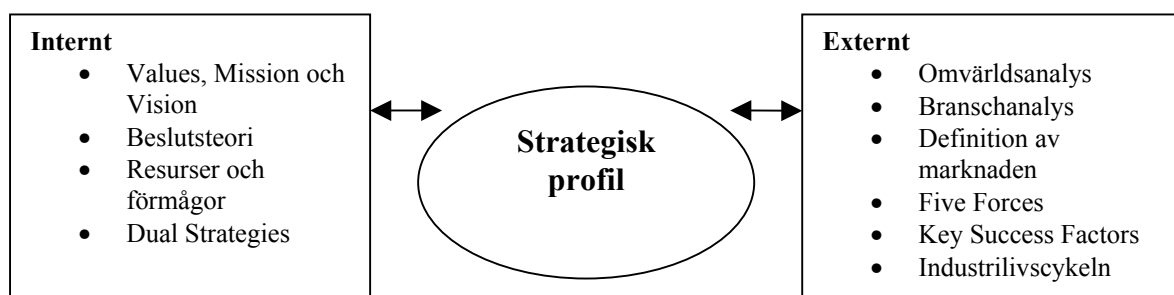 Internt
• Values, Mission och
Vision
• Beslutsteori
• Resurser och
förmågor
• Dual Strategies
Strategisk
profil
Externt
• Omvärldsanalys
• Branschanalys
• Definition av
marknaden
• Five Forces
• Key Success Factors
• Industrilivscykeln